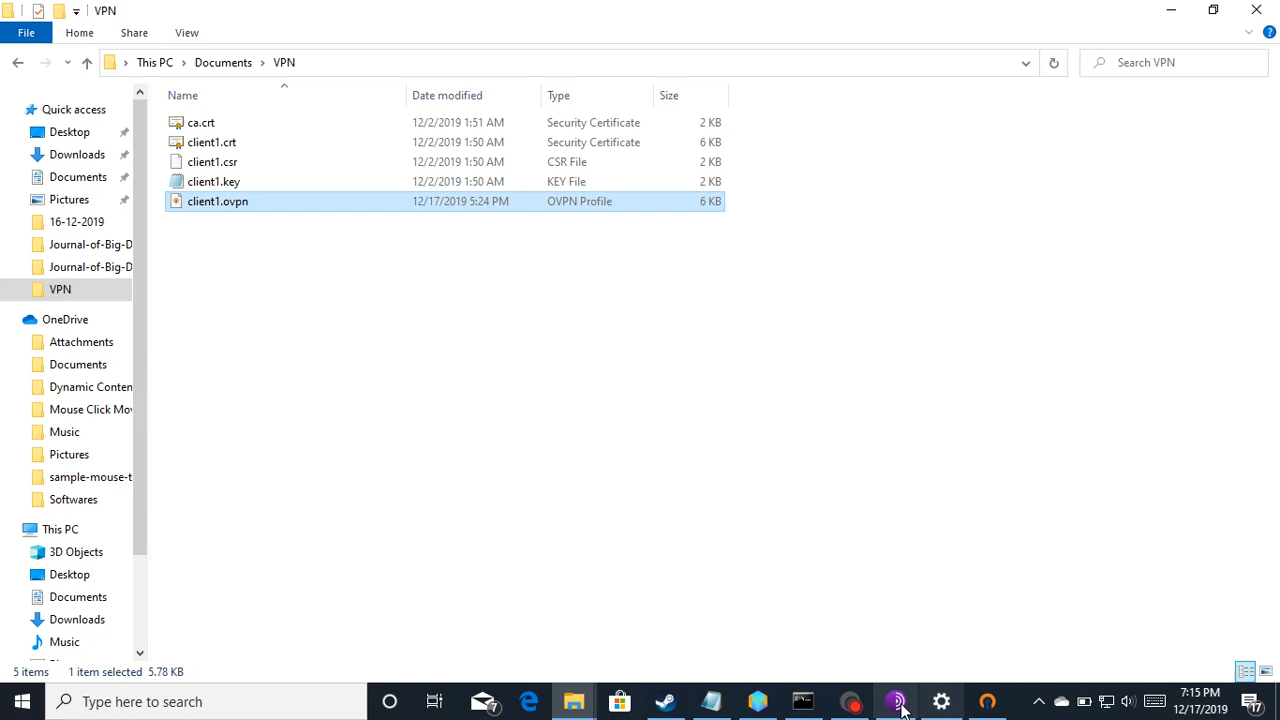 VPN
File Home Share View
This PC Documents VPN
Search VPN
Name Date modified Type Size
ca.crt 12/2/2019 1:51 AM Security Certificate 2 KB
client1.crt 12/2/2019 1:50 AM Security Certificate 6 KB
client1.csr 12/2/2019 1:50 AM CSR File 2 KB
client1.key 12/2/2019 1:50 AM KEY File 2 KB
client1.ovpn 12/17/2019 5:24 PM OVPN Profile 6 KB
Quick access
Desktop
Downloads
Documents
Pictures
16-12-2019
Journal-of-Big-D
Journal-of-Big-D
VPN
OneDrive
Attachments
Documents
Dynamic Conten
Mouse Click Mov
Music
Pictures
sample-mouse-t
Softwares
This PC
3D Objects
Desktop
Documents
Downloads
Music
5 items 1 item selected 5.78 KB
Type here to search
7
7:15 PM
12/17/2019
17